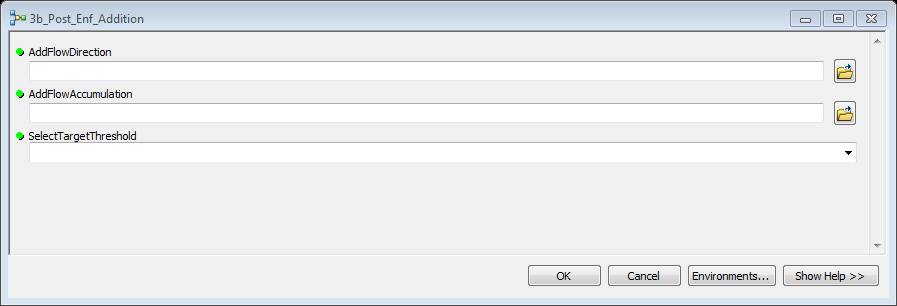 3b_Post_Enf_Addition
AddFlowDirection
AddFlowAccumulation
SelectTargetThreshold
OK Cancel Environments... Show Help >>